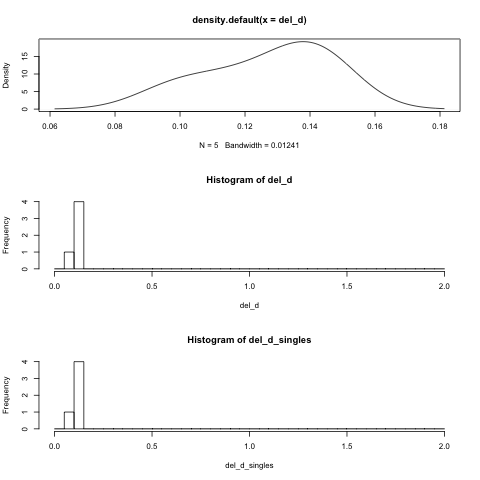 density.default(x = del_d)
Density
15
10
5
0
0.06 0.08 0.10 0.12 0.14 0.16 0.18
N = 5 Bandwidth = 0.01241
Histogram of del_d
Frequency
4
3
2
1
0
0.0 0.5 1.0 1.5 2.0
del_d
Histogram of del_d_singles
Frequency
4
3
2
1
0
0.0 0.5 1.0 1.5 2.0
del_d_singles